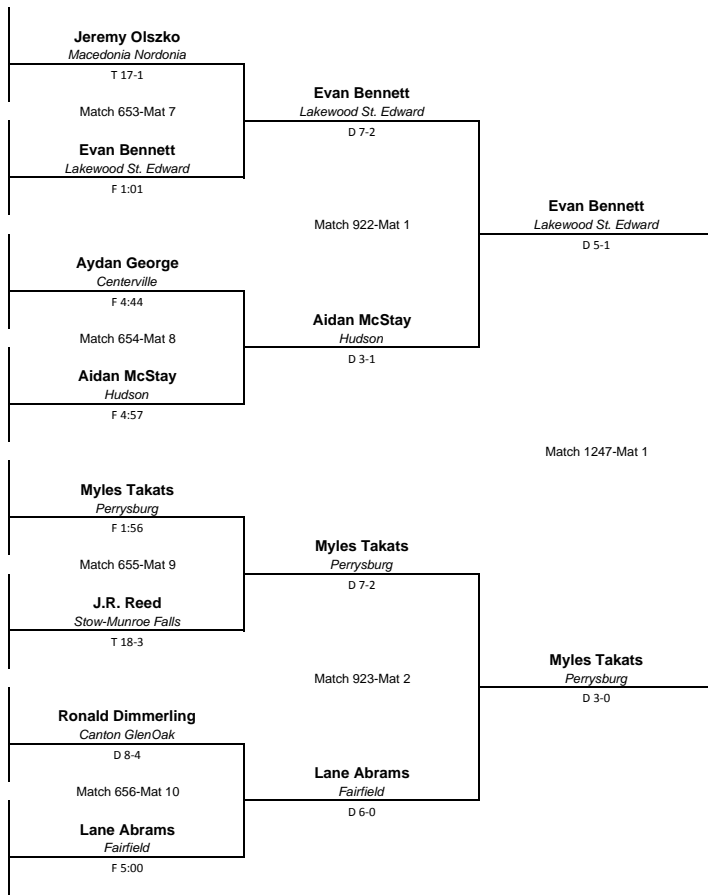 Jeremy Olszko
Macedonia Nordonia
T 17-1
Match 653-Mat 7
Evan Bennett
Lakewood St. Edward
F 1:01
Aydan George
Centerville
F 4:44
Match 654-Mat 8
Aidan McStay
Hudson
F 4:57
Myles Takats
Perrysburg
F 1:56
Match 655-Mat 9
J.R. Reed
Stow-Munroe Falls
T 18-3
Ronald Dimmerling
Canton GlenOak
D 8-4
Match 656-Mat 10
Lane Abrams
Fairfield
F 5:00
Evan Bennett
Lakewood St. Edward
D 7-2
Match 922-Mat 1
Aidan McStay
Hudson
D 3-1
Myles Takats
Perrysburg
D 7-2
Match 923-Mat 2
Lane Abrams
Fairfield
D 6-0
Evan Bennett
Lakewood St. Edward
D 5-1
Match 1247-Mat 1
Myles Takats
Perrysburg
D 3-0